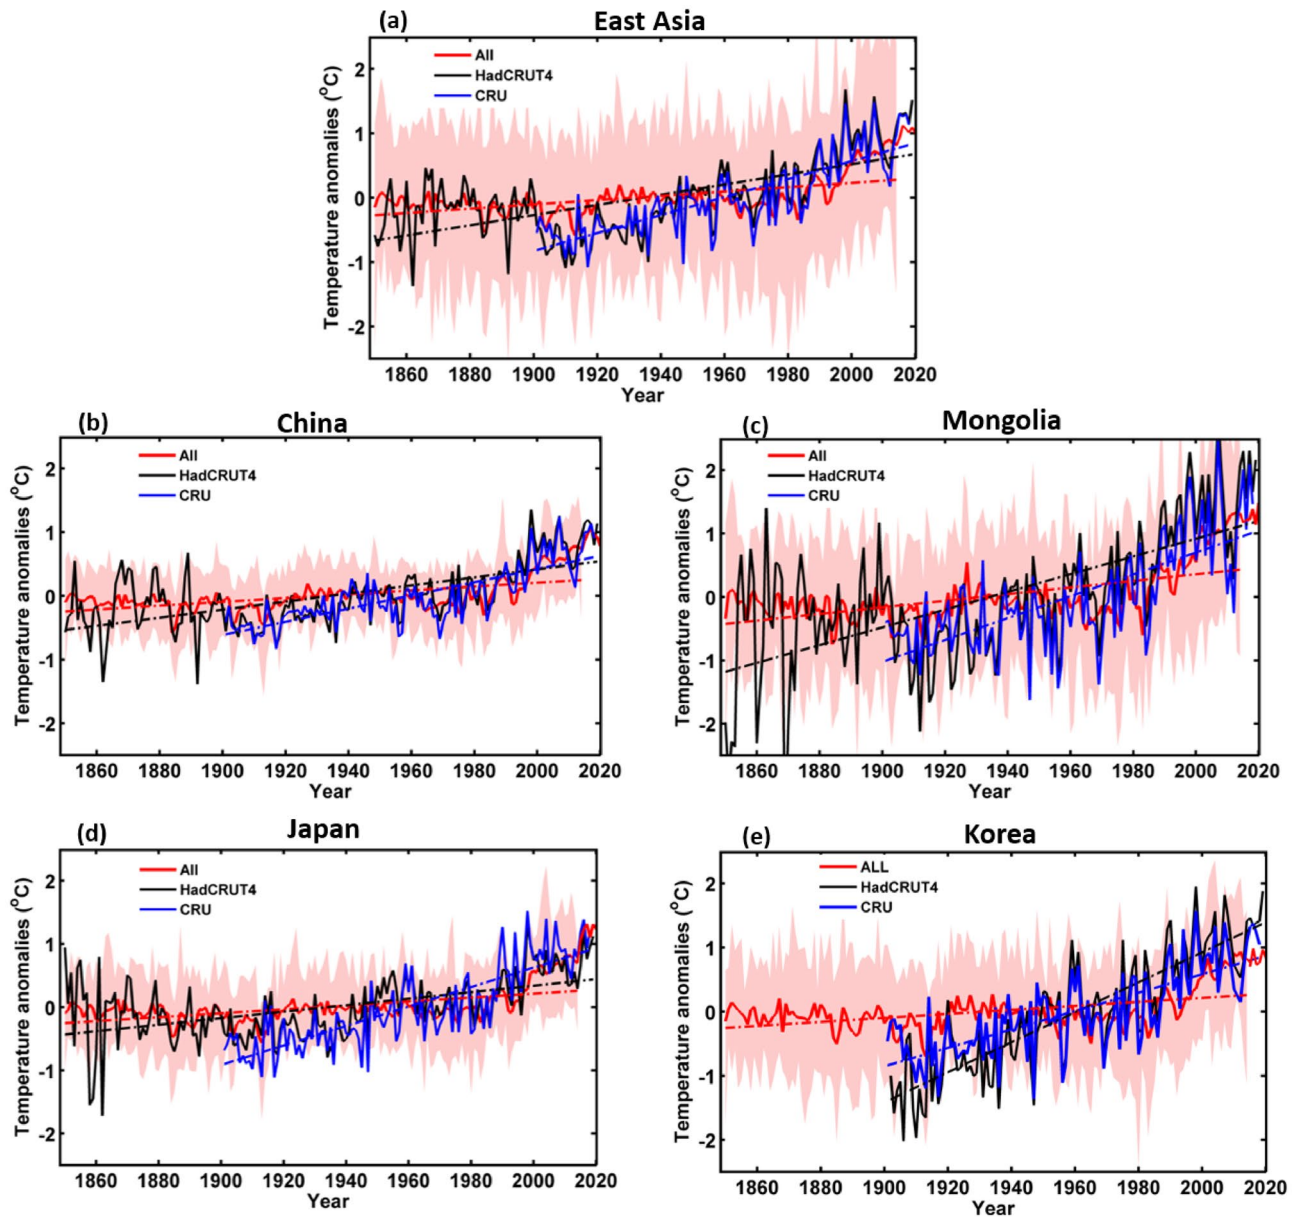 (a) East Asia
All
HadCRUT4
CRU
Temperature anomalies (°C)
2
1
0
-1
-2
1860 1880 1900 1920 1940 1960 1980 2000 2020
Year
(b) China
All
HadCRUT4
CRU
Temperature anomalies (°C)
2
1
0
-1
-2
1860 1880 1900 1920 1940 1960 1980 2000 2020
Year
(c) Mongolia
All
HadCRUT4
CRU
Temperature anomalies (°C)
2
1
0
-1
-2
1860 1880 1900 1920 1940 1960 1980 2000 2020
Year
(d) Japan
All
HadCRUT4
CRU
Temperature anomalies (°C)
2
1
0
-1
-2
1860 1880 1900 1920 1940 1960 1980 2000 2020
Year
(e) Korea
ALL
HadCRUT4
CRU
Temperature anomalies (°C)
2
1
0
-1
-2
1860 1880 1900 1920 1940 1960 1980 2000 2020
Year